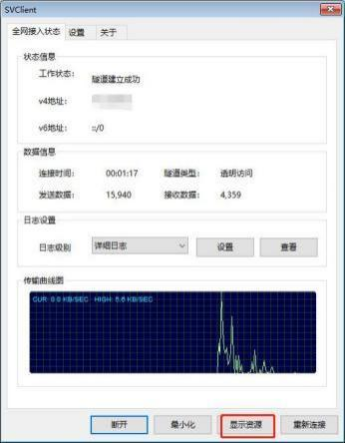 SVClient
全网接入状态 设置 关于
状态信息
工作状态： 隧道建立成功
v4地址：
v6地址： ::/0
数据信息
连接时间： 00:01:17 隧道类型： 透明访问
发送数据： 15,940 接收数据： 4,359
日志设置
日志级别 详细日志 设置 查看
传输曲线图
CUR: 0.9 KB/SEC HIGH: 5.6 KB/SEC
断开 最小化 显示资源 重新连接